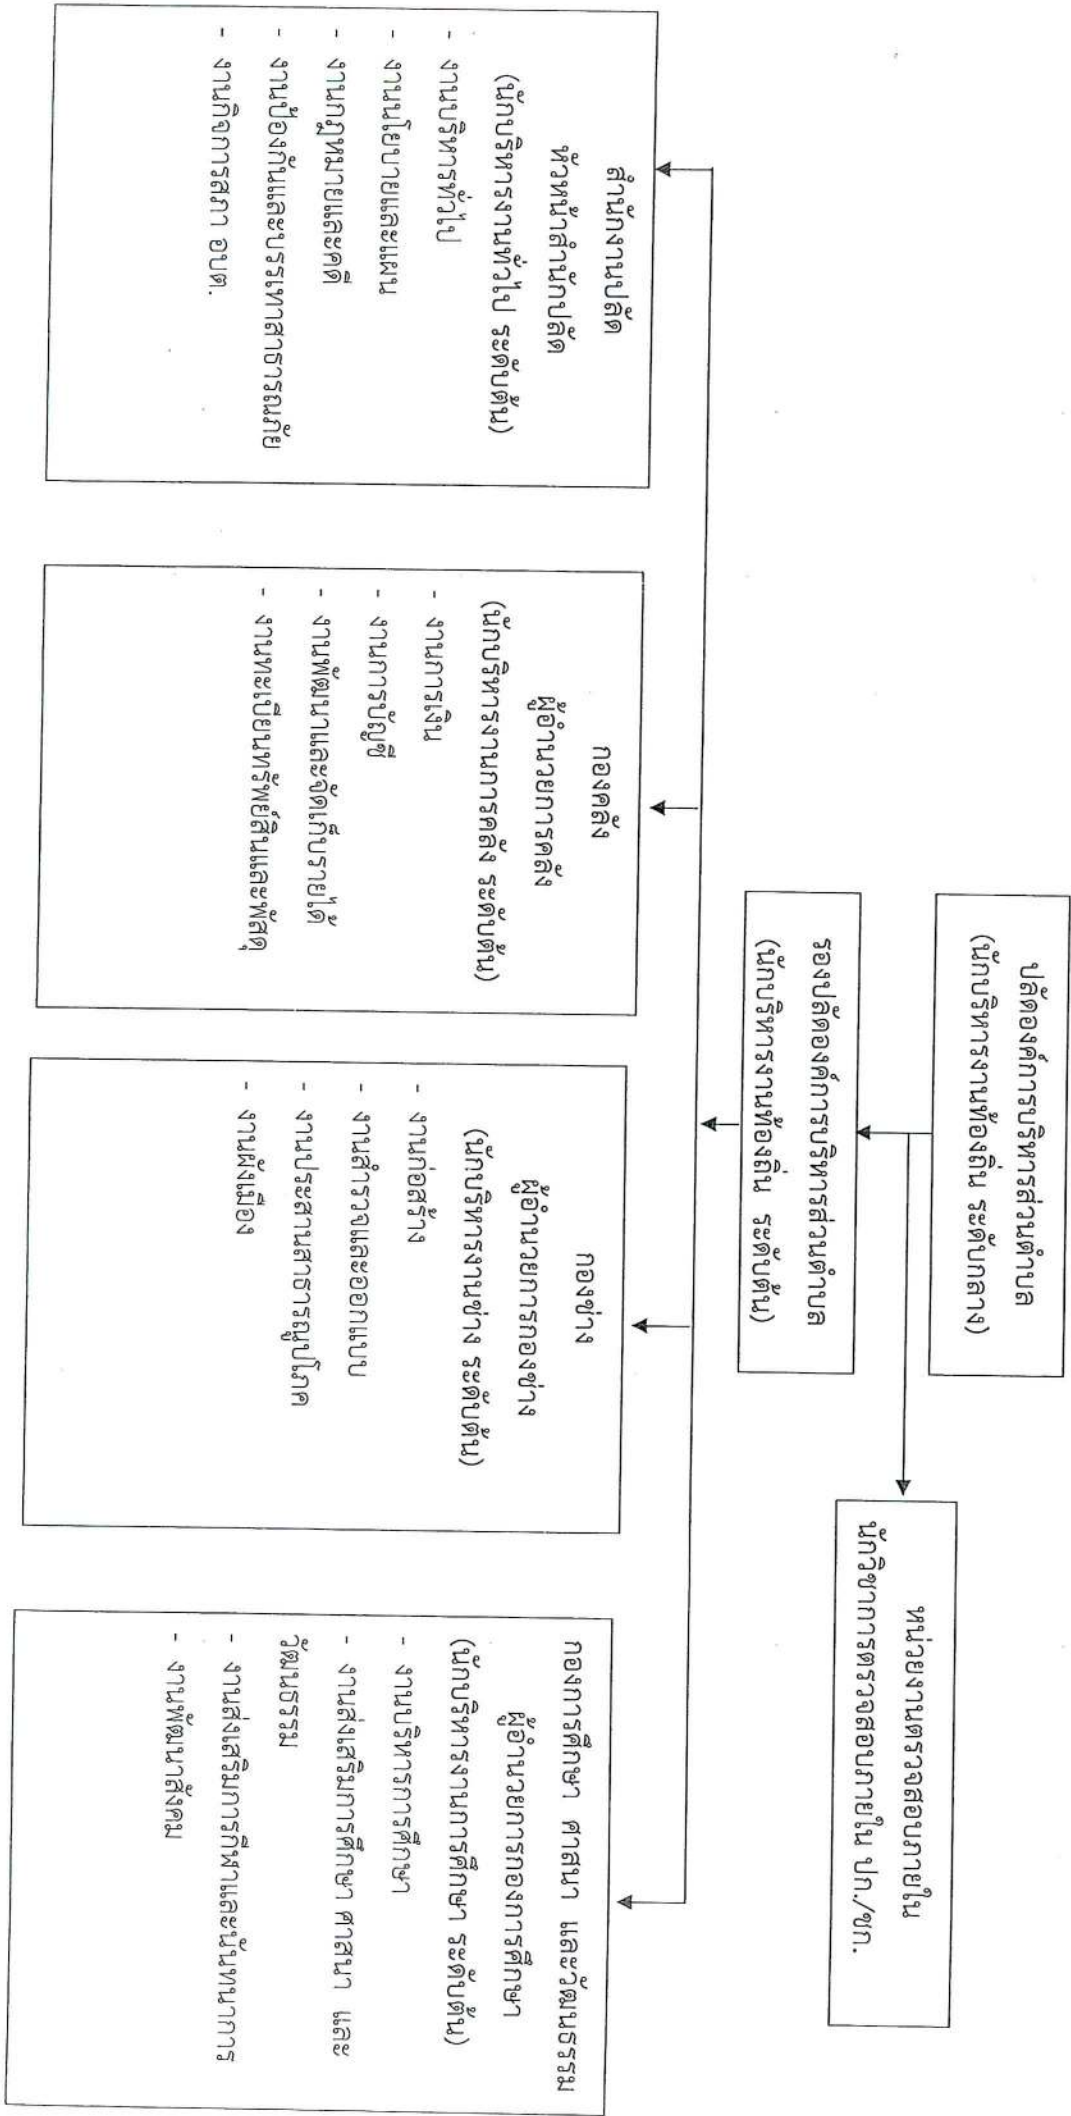 ปลัดองค์การบริหารส่วนตำบล
(นักบริหารงานท้องถิ่น ระดับกลาง)
รองปลัดองค์การบริหารส่วนตำบล
(นักบริหารงานท้องถิ่น ระดับต้น)
หน่วยงานตรวจสอบภายใน
นักวิชาการตรวจสอบภายใน ปก./ชก.
สำนักงานปลัด
หัวหน้าสำนักปลัด
(นักบริหารงานทั่วไป ระดับต้น)
- งานบริหารทั่วไป
- งานนโยบายและแผน
- งานกฎหมายและคดี
- งานป้องกันและบรรเทาสาธารณภัย
- งานกิจการสภา อบต.
กองคลัง
ผู้อำนวยการคลัง
(นักบริหารงานการคลัง ระดับต้น)
- งานการเงิน
- งานการบัญชี
- งานพัฒนาและจัดเก็บรายได้
- งานทะเบียนทรัพย์สินและพัสดุ
กองช่าง
ผู้อำนวยการกองช่าง
(นักบริหารงานช่าง ระดับต้น)
- งานก่อสร้าง
- งานสำรวจและออกแบบ
- งานประสานสาธารณูปโภค
- งานผังเมือง
กองการศึกษา ศาสนา และวัฒนธรรม
ผู้อำนวยการกองการศึกษา
(นักบริหารงานการศึกษา ระดับต้น)
- งานบริหารการศึกษา
- งานส่งเสริมการศึกษา ศาสนา และ
วัฒนธรรม
- งานส่งเสริมการกีฬาและนันทนาการ
- งานพัฒนาสังคม